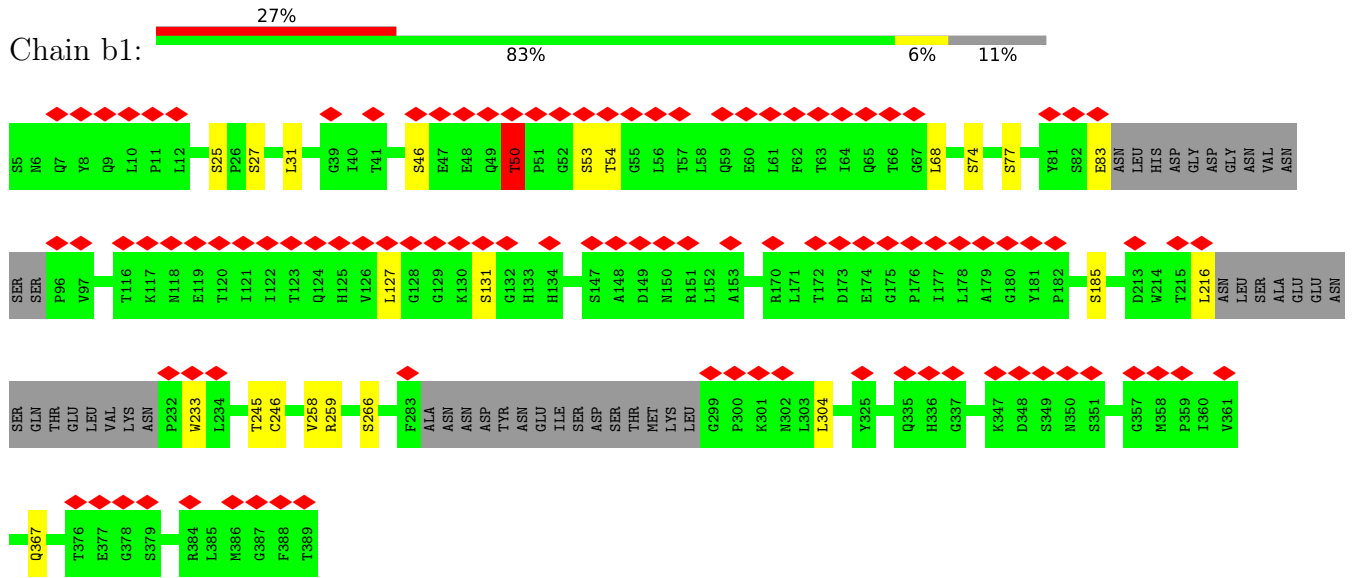 27%
Chain b1:
83% 6% 11%
S5 N6 Q7 Y8 Q9 L10 P11 L12 S25 P26 S27 L31 G39 I40 T41 S46 E47 E48 Q49 T50 P51 G52 S53 T54 G55 L56 T57 L58 Q59 E60 L61 F62 T63 I64 Q65 T66 G67 L68 S74 S77 Y81 S82 E83 ASN LEU HIS ASP GLY ASP GLY ASN VAL ASN
SER SER P96 V97 T116 K117 N118 E119 T120 I121 I122 T123 Q124 H125 V126 L127 G128 G129 K130 S131 G132 H133 H134 S147 A148 D149 N150 R151 L152 A153 R170 L171 T172 D173 E174 G175 P176 I177 L178 A179 G180 Y181 P182 S185 D213 W214 T215 L216 ASN LEU SER ALA GLU GLU ASN
SER GLN THR GLU LEU VAL LYS ASN P232 W233 L234 T245 C246 V258 R259 S266 F283 ALA ASN ASN ASP TYR ASN GLU ILE SER ASP SER THR MET LYS LEU G299 P300 K301 N302 L303 L304 Y325 Q335 H336 G337 K347 D348 S349 N350 S351 G357 M358 P359 I360 V361
Q367 T376 E377 G378 S379 R384 L385 M386 G387 F388 T389